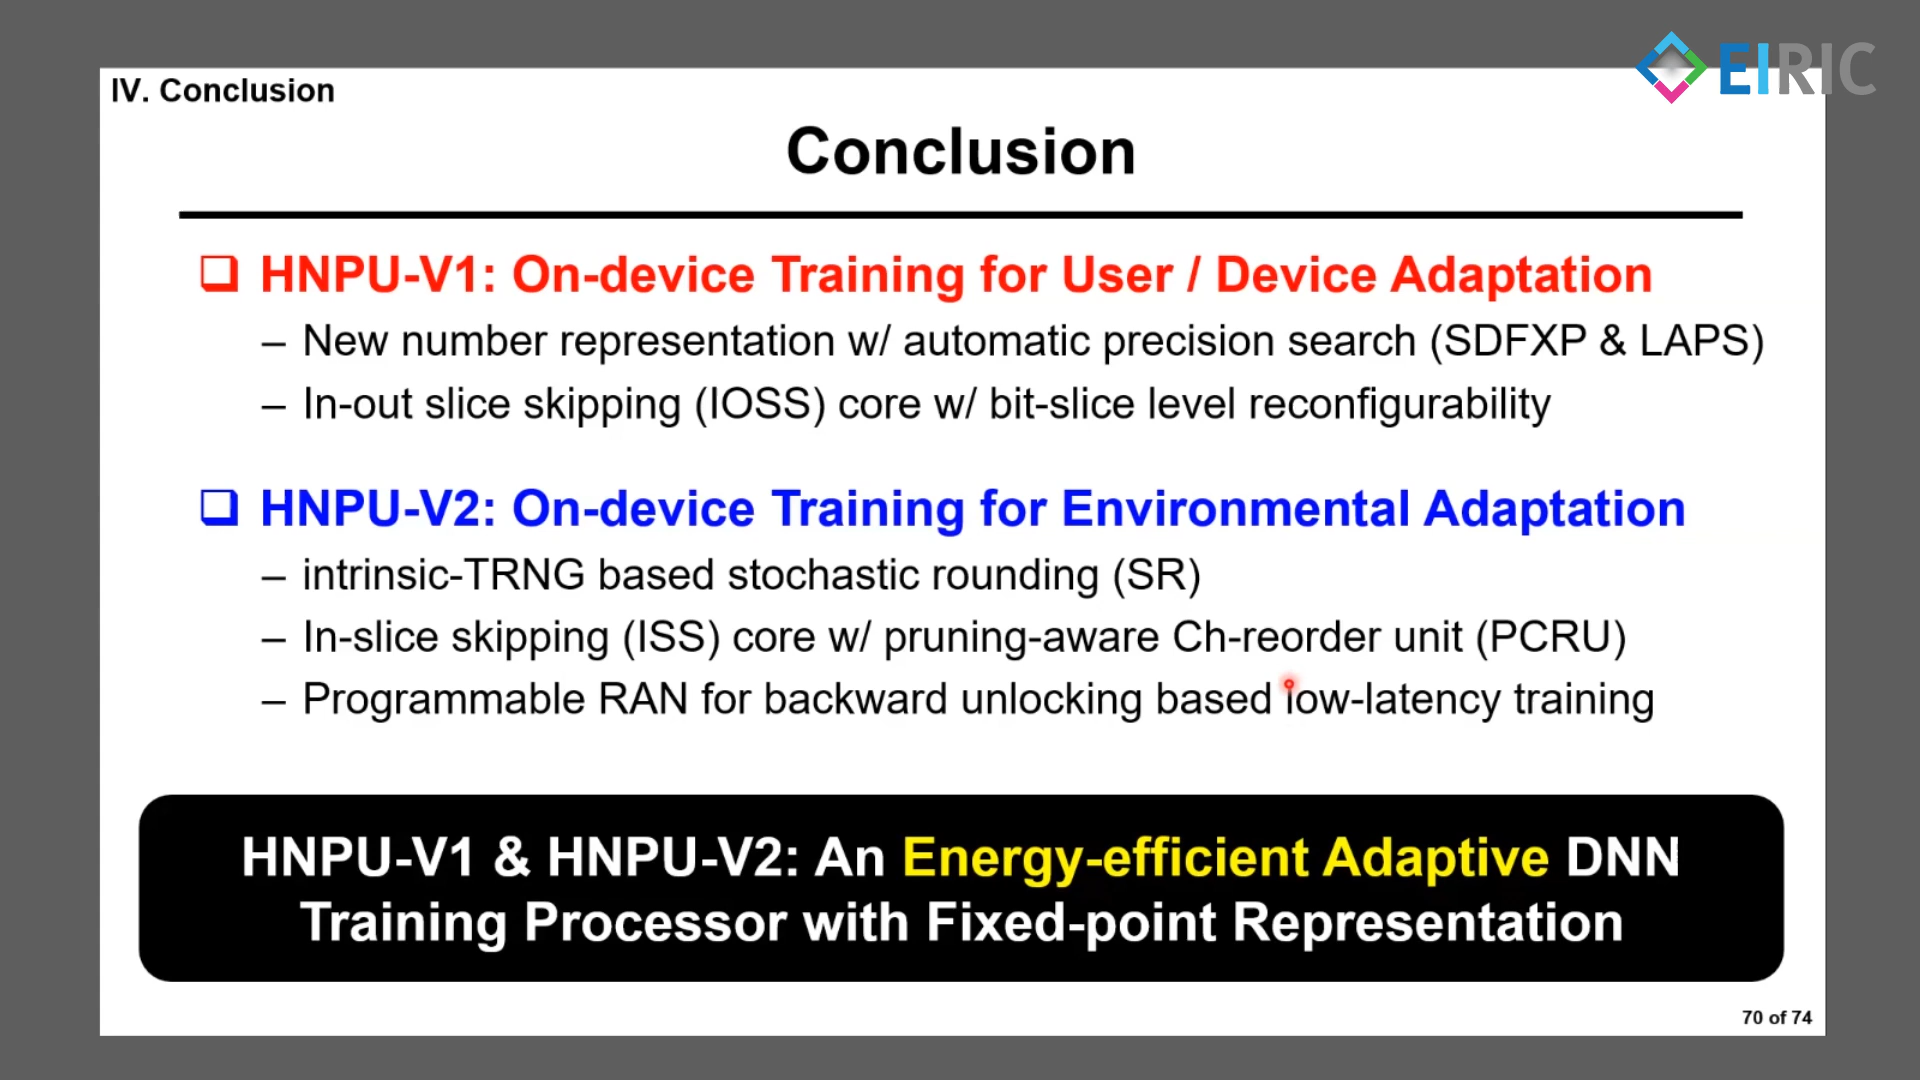 EIRIC
IV. Conclusion
Conclusion
HNPU-V1: On-device Training for User / Device Adaptation
– New number representation w/ automatic precision search (SDFXP & LAPS)
– In-out slice skipping (IOSS) core w/ bit-slice level reconfigurability
HNPU-V2: On-device Training for Environmental Adaptation
– intrinsic-TRNG based stochastic rounding (SR)
– In-slice skipping (ISS) core w/ pruning-aware Ch-reorder unit (PCRU)
– Programmable RAN for backward unlocking based low-latency training
HNPU-V1 & HNPU-V2: An Energy-efficient Adaptive DNN
Training Processor with Fixed-point Representation
70 of 74